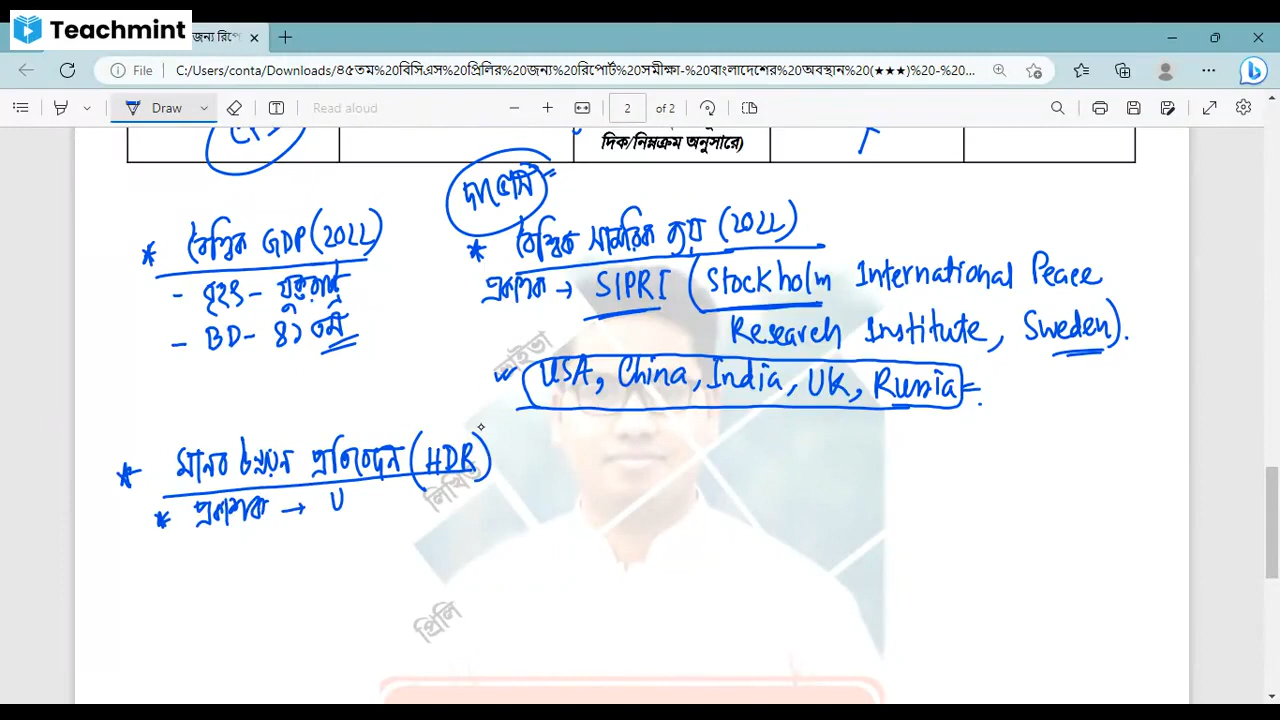 Teachmint
জন্য রিপে
File C:/Users/conta/Downloads/৪৫তম%20বিসিএস%20প্রিলির%20জন্য%20রিপোর্ট%20সমীক্ষা-%20বাংলাদেশের%20অবস্থান%20(★★★)%20-%20-...
Draw Read aloud 2 of 2
দিক/নিম্নক্রম অনুসারে)
* বৈশ্বিক GDP (2022)
- বৃহৎ - যুক্তরাষ্ট্র
- BD - ৪১ তম
* বৈশ্বিক সামরিক ব্যয় (2022)
প্রকাশক → SIPRI (Stockholm International Peace
Research Institute, Sweden).
USA, China, India, UK, Russia =
* মানব উন্নয়ন প্রতিবেদন (HDR)
* প্রকাশক → U
ভাইভা
লিখিত
প্রিলি